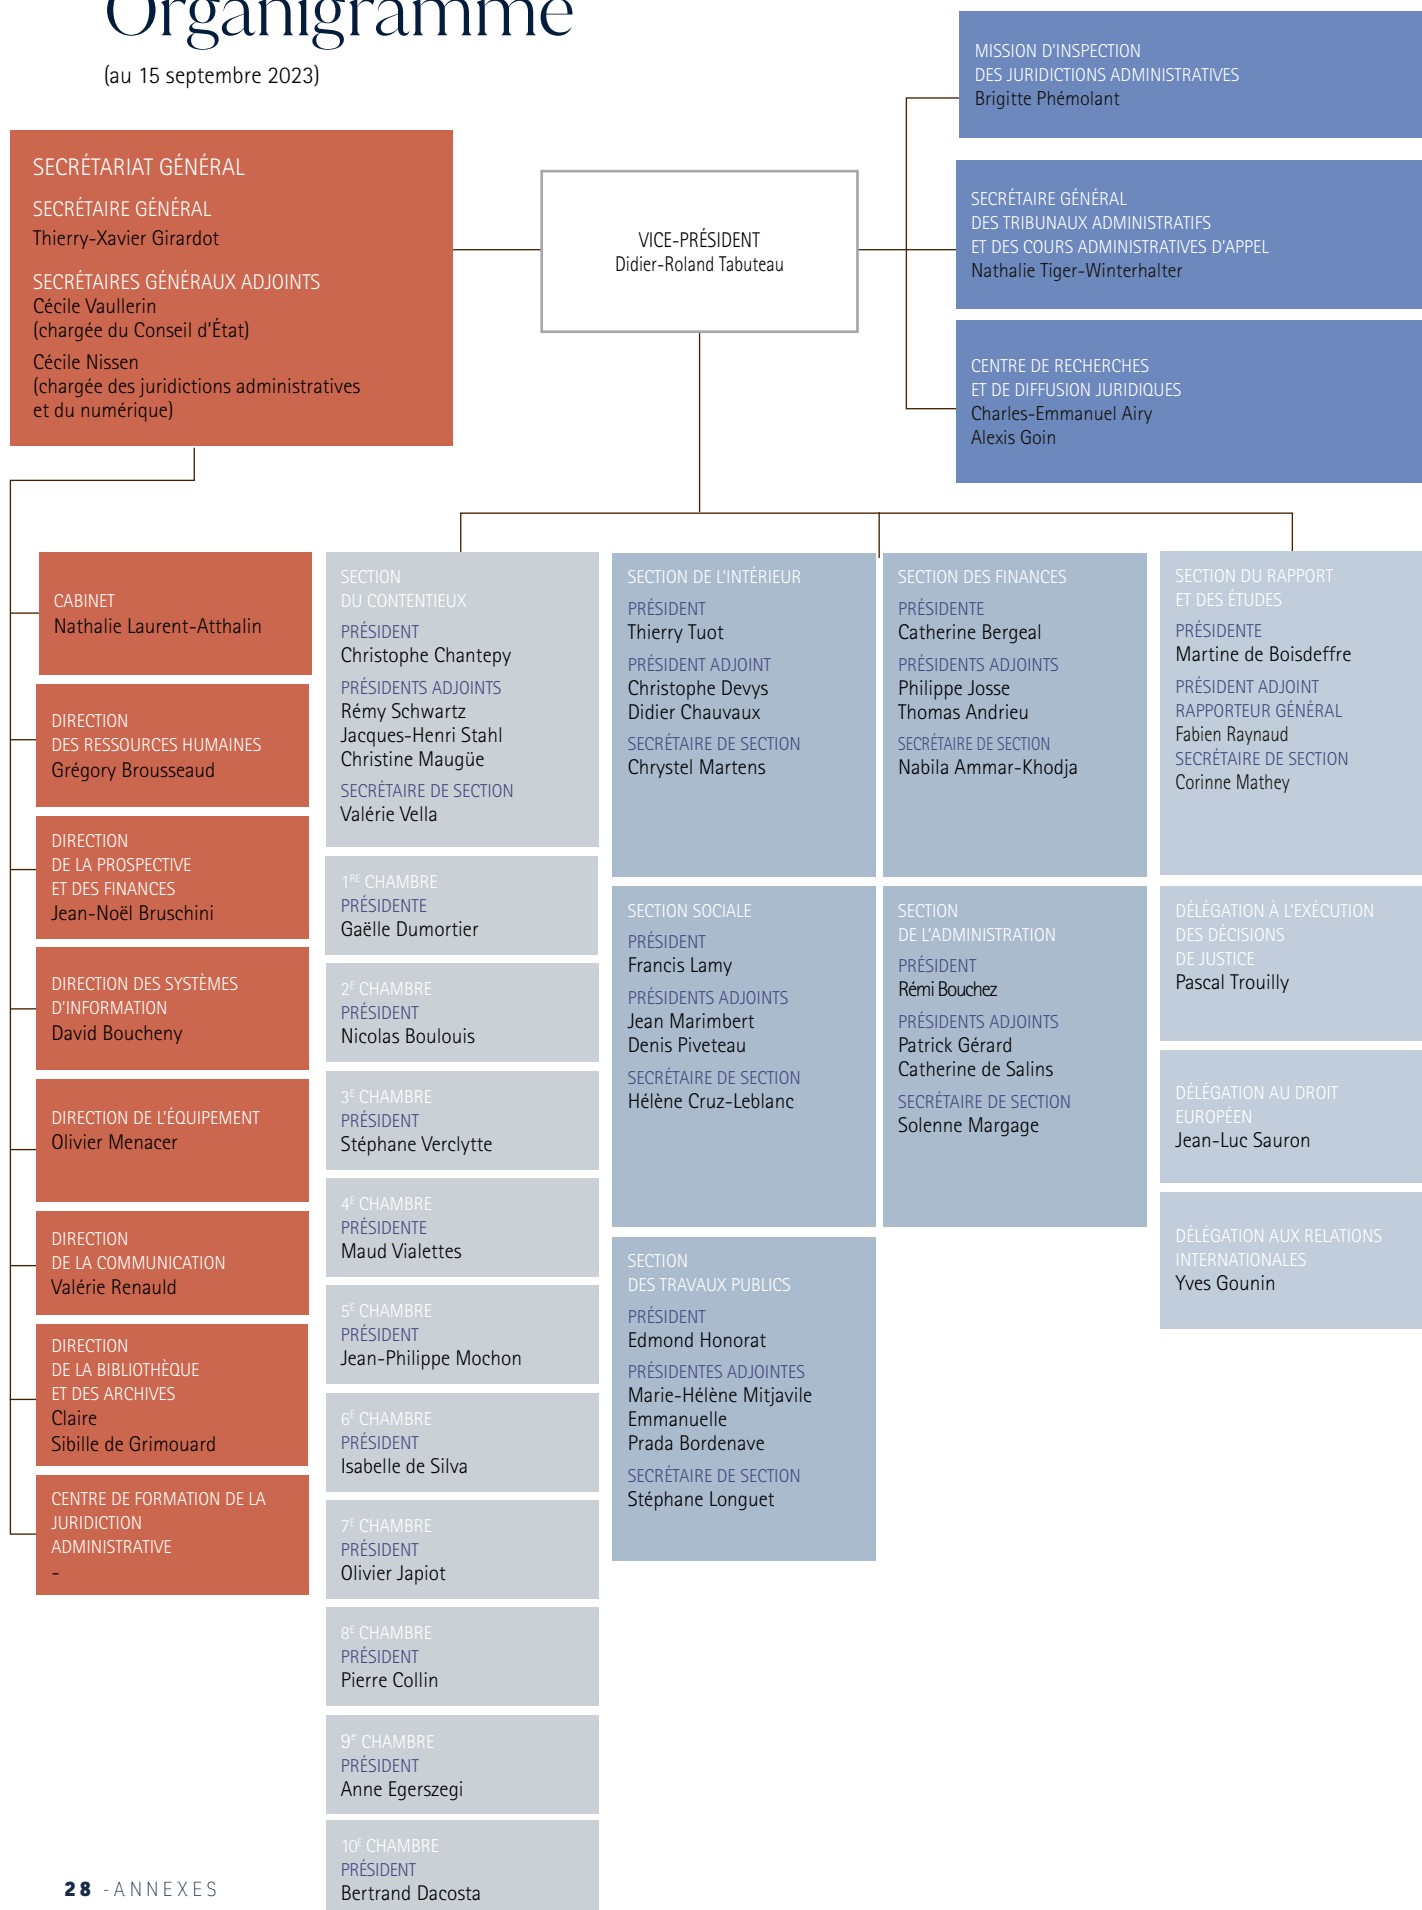 Organigramme
(au 15 septembre 2023)
MISSION D'INSPECTION
DES JURIDICTIONS ADMINISTRATIVES
Brigitte Phémolant
SECRÉTARIAT GÉNÉRAL
SECRÉTAIRE GÉNÉRAL
Thierry-Xavier Girardot
SECRÉTAIRES GÉNÉRAUX ADJOINTS
Cécile Vaullerin
(chargée du Conseil d'État)
Cécile Nissen
(chargée des juridictions administratives
et du numérique)
VICE-PRÉSIDENT
Didier-Roland Tabuteau
SECRÉTAIRE GÉNÉRAL
DES TRIBUNAUX ADMINISTRATIFS
ET DES COURS ADMINISTRATIVES D'APPEL
Nathalie Tiger-Winterhalter
CENTRE DE RECHERCHES
ET DE DIFFUSION JURIDIQUES
Charles-Emmanuel Airy
Alexis Goin
CABINET
Nathalie Laurent-Atthalin
DIRECTION
DES RESSOURCES HUMAINES
Grégory Brousseaud
DIRECTION
DE LA PROSPECTIVE
ET DES FINANCES
Jean-Noël Bruschini
DIRECTION DES SYSTÈMES
D'INFORMATION
David Boucheny
DIRECTION DE L'ÉQUIPEMENT
Olivier Menacer
DIRECTION
DE LA COMMUNICATION
Valérie Renauld
DIRECTION
DE LA BIBLIOTHÈQUE
ET DES ARCHIVES
Claire
Sibille de Grimouard
CENTRE DE FORMATION DE LA
JURIDICTION
ADMINISTRATIVE
-
SECTION
DU CONTENTIEUX
PRÉSIDENT
Christophe Chantepy
PRÉSIDENTS ADJOINTS
Rémy Schwartz
Jacques-Henri Stahl
Christine Maugüe
SECRÉTAIRE DE SECTION
Valérie Vella
1RE CHAMBRE
PRÉSIDENTE
Gaëlle Dumortier
2E CHAMBRE
PRÉSIDENT
Nicolas Boulouis
3E CHAMBRE
PRÉSIDENT
Stéphane Verclytte
4E CHAMBRE
PRÉSIDENTE
Maud Vialettes
5E CHAMBRE
PRÉSIDENT
Jean-Philippe Mochon
6E CHAMBRE
PRÉSIDENT
Isabelle de Silva
7E CHAMBRE
PRÉSIDENT
Olivier Japiot
8E CHAMBRE
PRÉSIDENT
Pierre Collin
9e CHAMBRE
PRÉSIDENT
Anne Egerszegi
10E CHAMBRE
PRÉSIDENT
Bertrand Dacosta
SECTION DE L'INTÉRIEUR
PRÉSIDENT
Thierry Tuot
PRÉSIDENT ADJOINT
Christophe Devys
Didier Chauvaux
SECRÉTAIRE DE SECTION
Chrystel Martens
SECTION SOCIALE
PRÉSIDENT
Francis Lamy
PRÉSIDENTS ADJOINTS
Jean Marimbert
Denis Piveteau
SECRÉTAIRE DE SECTION
Hélène Cruz-Leblanc
SECTION
DES TRAVAUX PUBLICS
PRÉSIDENT
Edmond Honorat
PRÉSIDENTES ADJOINTES
Marie-Hélène Mitjavile
Emmanuelle
Prada Bordenave
SECRÉTAIRE DE SECTION
Stéphane Longuet
SECTION DES FINANCES
PRÉSIDENTE
Catherine Bergeal
PRÉSIDENTS ADJOINTS
Philippe Josse
Thomas Andrieu
SECRÉTAIRE DE SECTION
Nabila Ammar-Khodja
SECTION
DE L'ADMINISTRATION
PRÉSIDENT
Rémi Bouchez
PRÉSIDENTS ADJOINTS
Patrick Gérard
Catherine de Salins
SECRÉTAIRE DE SECTION
Solenne Margage
SECTION DU RAPPORT
ET DES ÉTUDES
PRÉSIDENTE
Martine de Boisdeffre
PRÉSIDENT ADJOINT
RAPPORTEUR GÉNÉRAL
Fabien Raynaud
SECRÉTAIRE DE SECTION
Corinne Mathey
DÉLÉGATION À L'EXÉCUTION
DES DÉCISIONS
DE JUSTICE
Pascal Trouilly
DÉLÉGATION AU DROIT
EUROPÉEN
Jean-Luc Sauron
DÉLÉGATION AUX RELATIONS
INTERNATIONALES
Yves Gounin
28 -ANNEXES